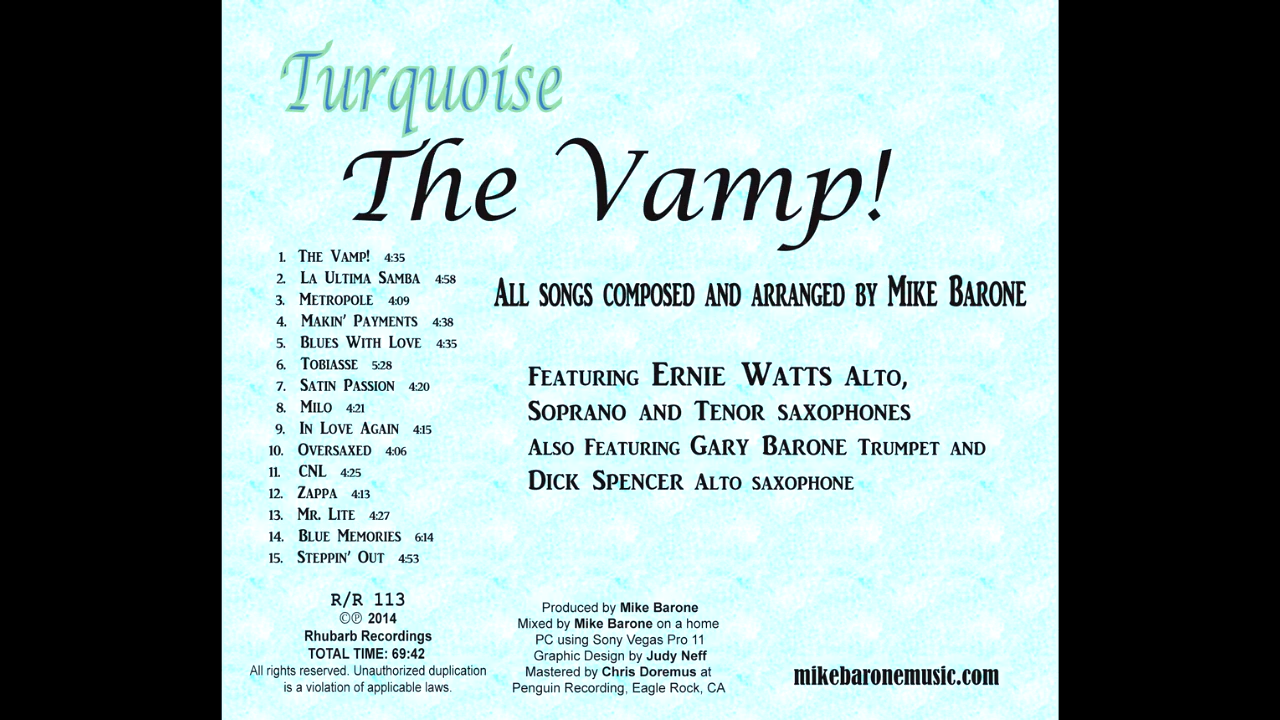 Turquoise
The Vamp!
1. The Vamp! 4:35
2. La Ultima Samba 4:58
3. Metropole 4:09
4. Makin' Payments 4:38
5. Blues With Love 4:35
6. Tobiasse 5:28
7. Satin Passion 4:20
8. Milo 4:21
9. In Love Again 4:15
10. Oversaxed 4:06
11. CNL 4:25
12. Zappa 4:13
13. Mr. Lite 4:27
14. Blue Memories 6:14
15. Steppin' Out 4:53
All songs composed and arranged by Mike Barone
Featuring ERNIE WATTS Alto,
Soprano and Tenor saxophones
Also Featuring GARY BARONE Trumpet and
DICK SPENCER Alto saxophone
R/R 113
©℗ 2014
Rhubarb Recordings
TOTAL TIME: 69:42
All rights reserved. Unauthorized duplication
is a violation of applicable laws.
Produced by Mike Barone
Mixed by Mike Barone on a home
PC using Sony Vegas Pro 11
Graphic Design by Judy Neff
Mastered by Chris Doremus at
Penguin Recording, Eagle Rock, CA
mikebaronemusic.com